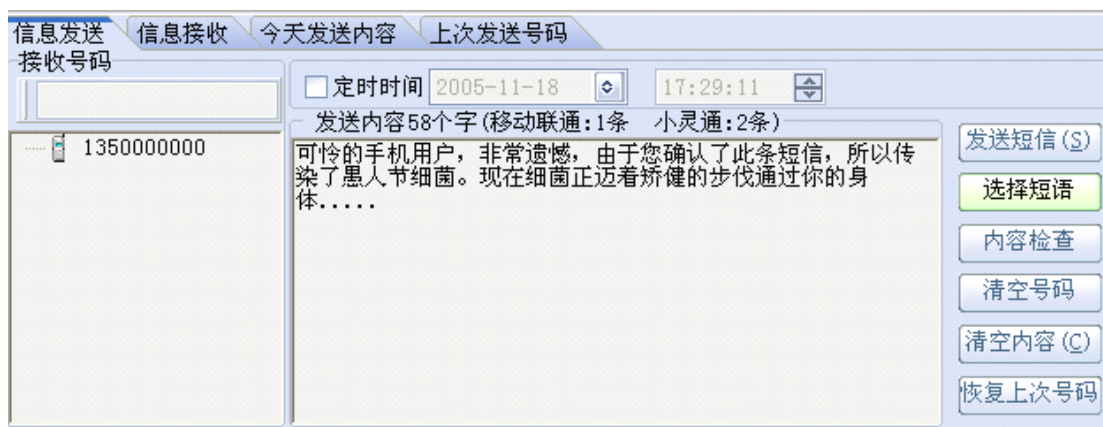 信息发送 信息接收 今天发送内容 上次发送号码
接收号码
定时时间 2005-11-18 17:29:11
发送内容58个字(移动联通:1条 小灵通:2条)
1350000000
可怜的手机用户，非常遗憾，由于您确认了此条短信，所以传
染了愚人节细菌。现在细菌正迈着矫健的步伐通过你的身
体.....
发送短信(S)
选择短语
内容检查
清空号码
清空内容(C)
恢复上次号码